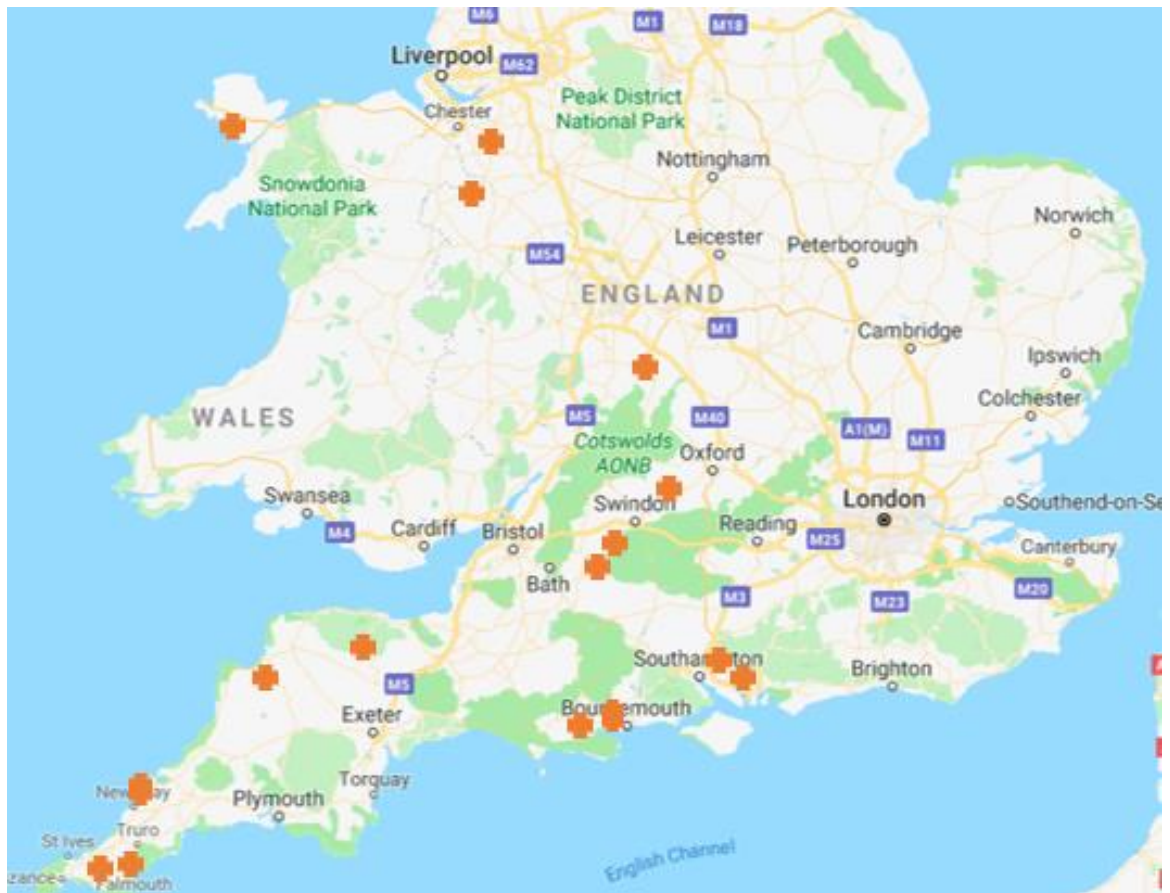 M6
M1
M18
Liverpool
M62
Chester
Peak District
National Park
Nottingham
Snowdonia
National Park
Norwich
Leicester
Peterborough
M54
ENGLAND
M1
Cambridge
Ipswich
Colchester
WALES
M5
M40
A1(M)
M11
Cotswolds
AONB
Oxford
Swansea
Swindon
London
Southend-on-Se
M4
Cardiff
Bristol
Reading
M25
Canterbury
Bath
M3
M23
M20
Brighton
M5
Exeter
Torquay
Plymouth
Truro
St Ives
zance
English Channel